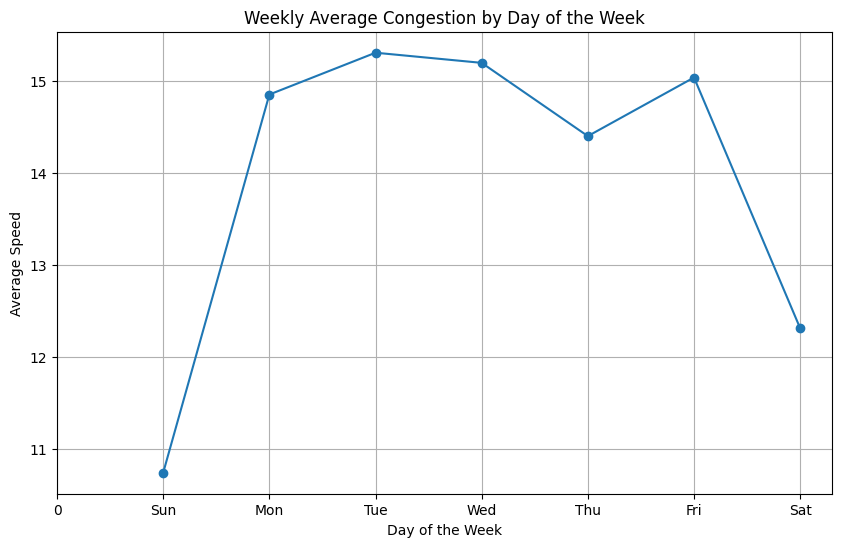 Weekly Average Congestion by Day of the Week
15
14
13
12
11
Average Speed
0 Sun Mon Tue Wed Thu Fri Sat
Day of the Week